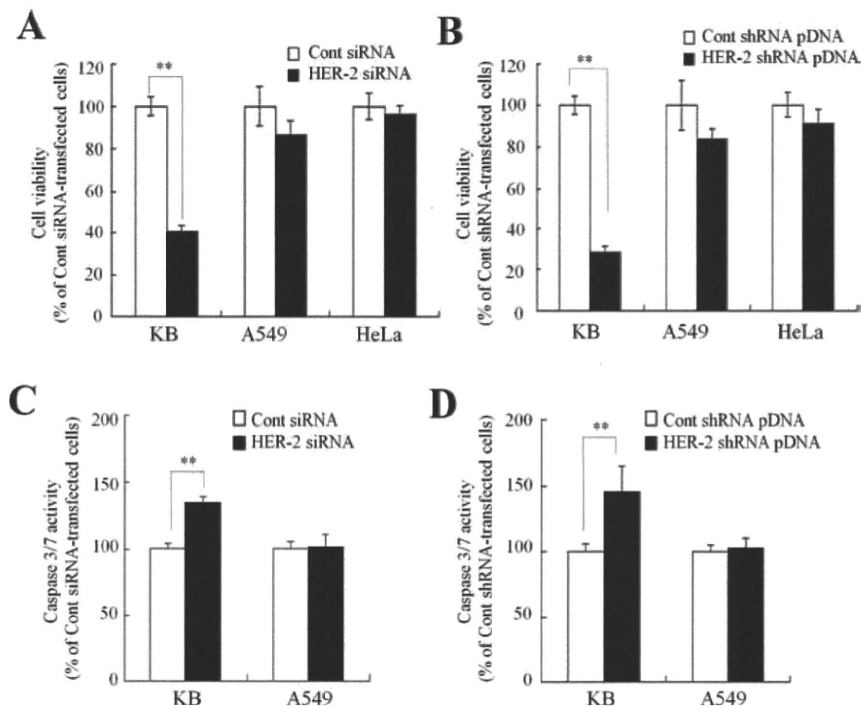 A
Cont siRNA
HER-2 siRNA
**
120
100
80
60
40
20
0
Cell viability
(% of Cont siRNA-transfected cells)
KB
A549
HeLa
B
Cont shRNA pDNA
HER-2 shRNA pDNA
**
120
100
80
60
40
20
0
Cell viability
(% of Cont shRNA-transfected cells)
KB
A549
HeLa
C
Cont siRNA
HER-2 siRNA
**
200
150
100
50
0
Caspase 3/7 activity
(% of Cont siRNA-transfected cells)
KB
A549
D
Cont shRNA pDNA
HER-2 shRNA pDNA
**
200
150
100
50
0
Caspase 3/7 activity
(% of Cont shRNA-transfected cells)
KB
A549